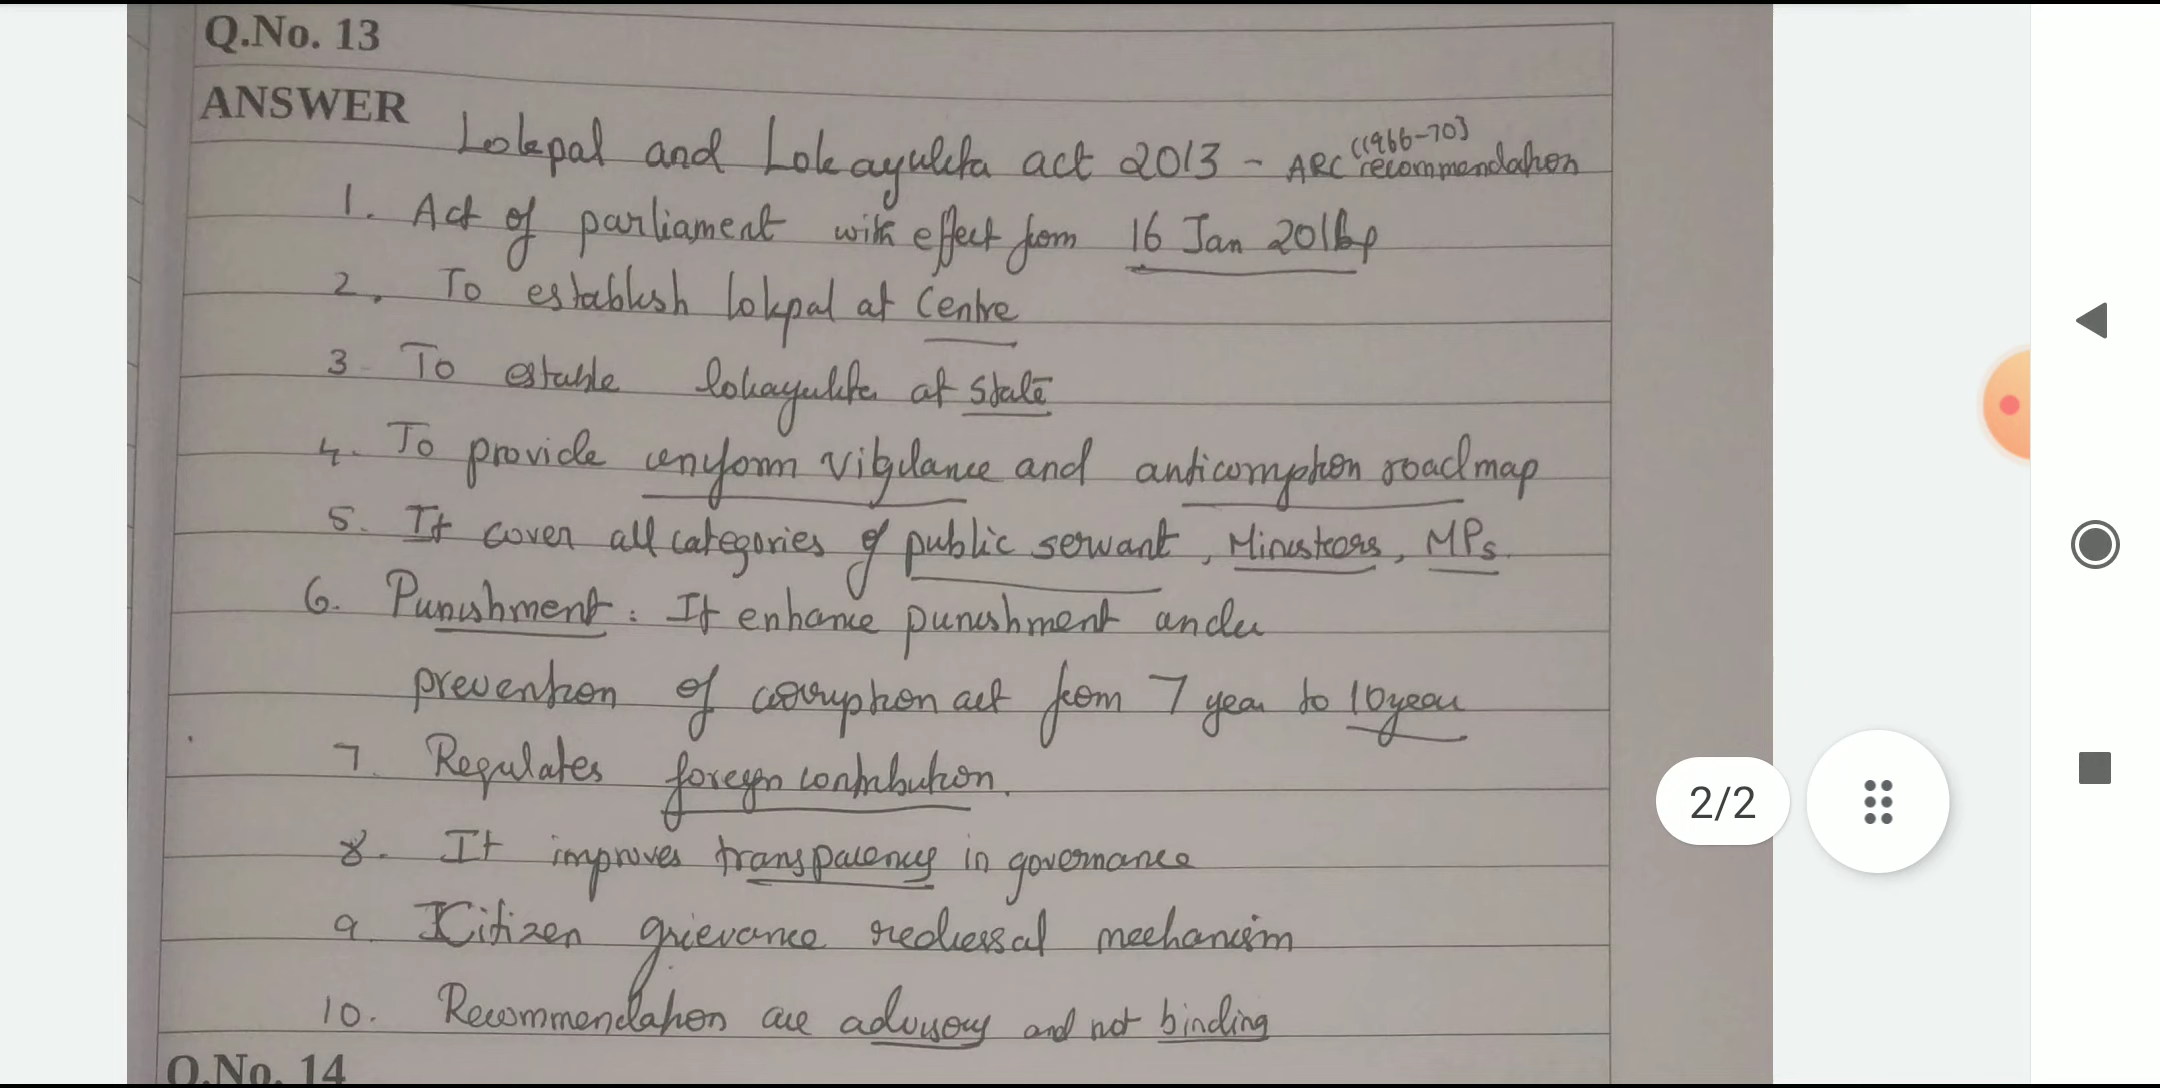 Q.No. 13
ANSWER
Lokpal and Lokayukta act 2013 - ARC (1966-70) recommendation
1. Act of parliament with effect from 16 Jan
2. To establish lokpal at Centre
3 - To estable lokayukta at State
4. To provide uniform vigilance and anticorruption roadmap
5. It cover all categories of public servant, Ministers, MPs.
6. Punishment : It enhance punishment under
prevention of corruption act from 7 year to 10 year
7. Regulates foreign contribution.
8. It improves transparency in governance
9. Citizen grievance redressal mechanism
10. Recommendation are advisory and not binding
Q.No. 14
2/2